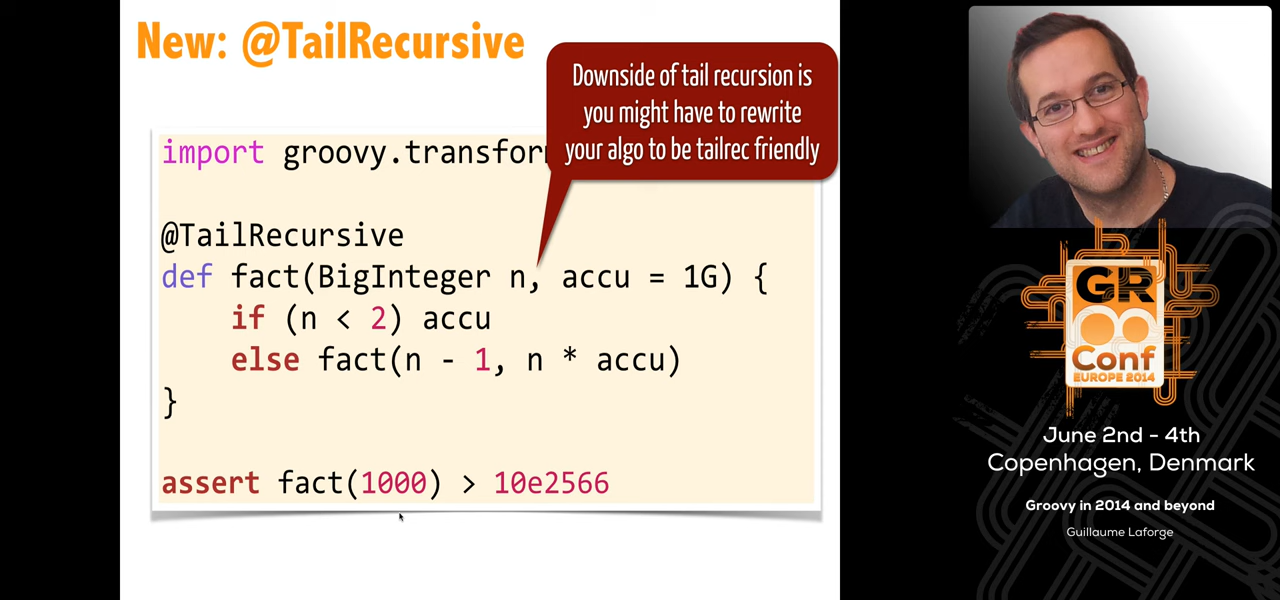 New: @TailRecursive
Downside of tail recursion is
you might have to rewrite
your algo to be tailrec friendly
import groovy.transfor
@TailRecursive
def fact(BigInteger n, accu = 1G) {
if (n < 2) accu
else fact(n - 1, n * accu)
}
assert fact(1000) > 10e2566
GR
Conf
EUROPE 2014
June 2nd - 4th
Copenhagen, Denmark
Groovy in 2014 and beyond
Guillaume Laforge